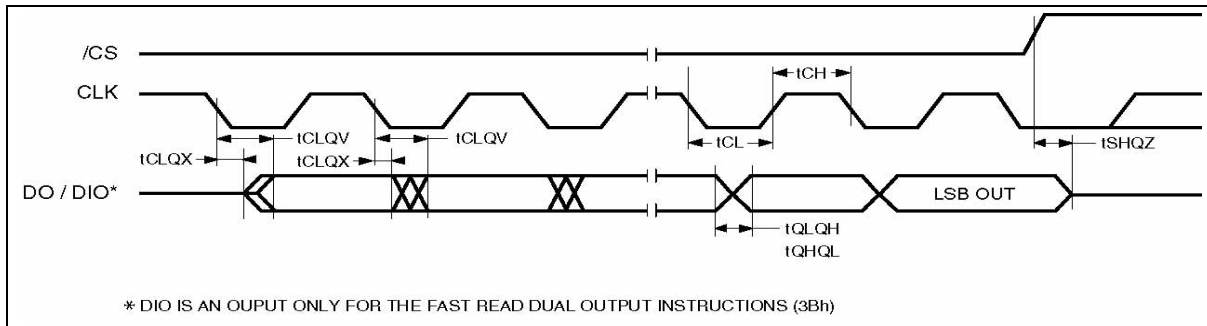 /CS
tCH
CLK
tCLQV
tCLQV
tCL
tSHQZ
tCLQX
tCLQX
DO / DIO*
LSB OUT
tQLQH
tQHQL
* DIO IS AN OUPUT ONLY FOR THE FAST READ DUAL OUTPUT INSTRUCTIONS (3Bh)